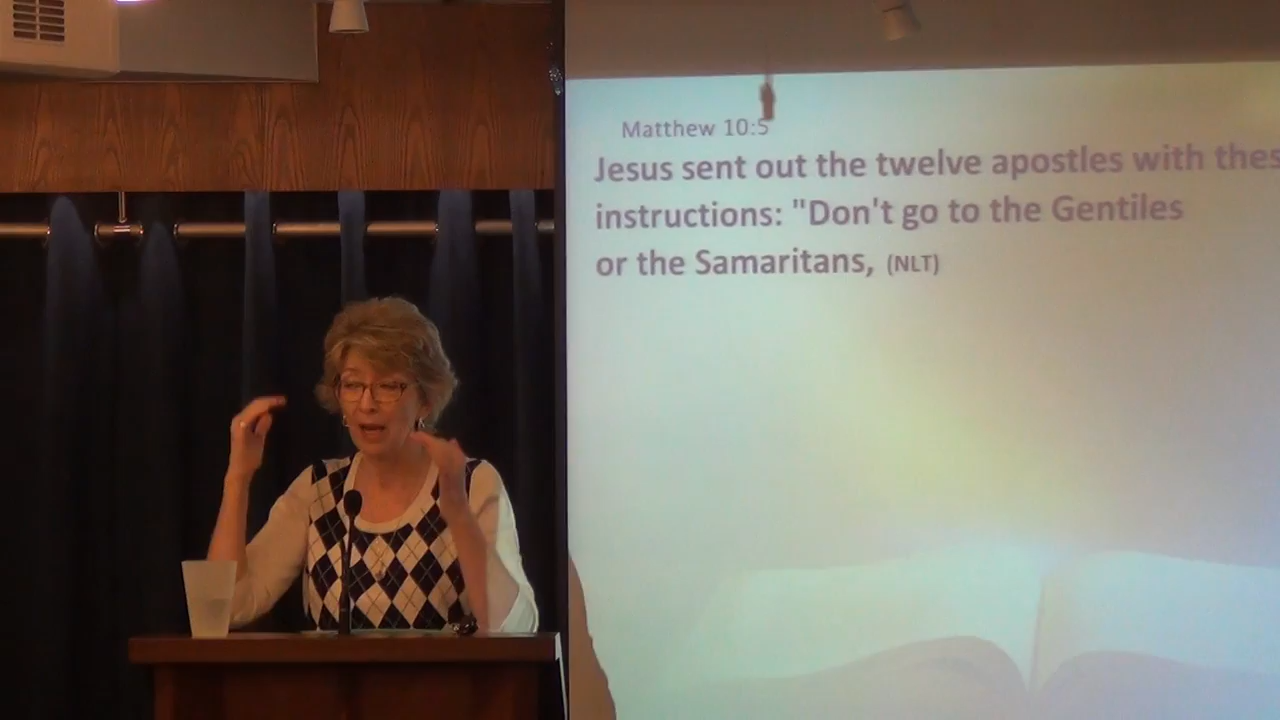 Matthew 10:5
Jesus sent out the twelve apostles with thes
instructions: "Don't go to the Gentiles
or the Samaritans, (NLT)